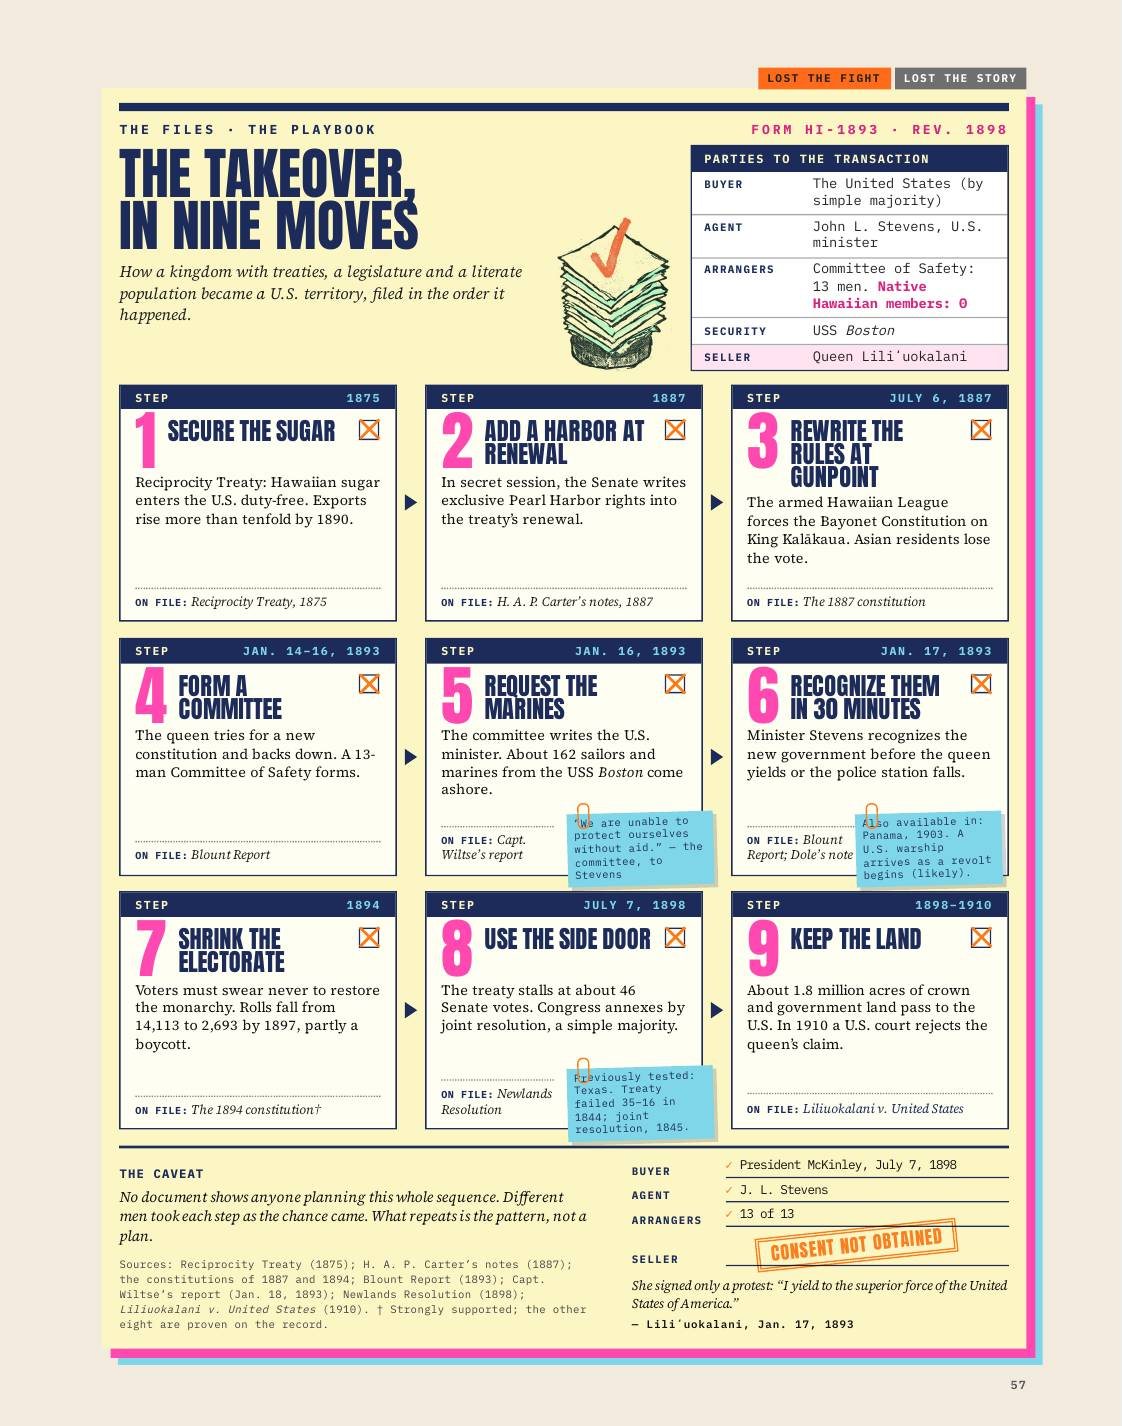 LOST THE FIGHT
LOST THE STORY
THE FILES · THE PLAYBOOK
FORM HI-1893 · REV. 1898
THE TAKEOVER,
IN NINE MOVES
How a kingdom with treaties, a legislature and a literate
population became a U.S. territory, filed in the order it
happened.
PARTIES TO THE TRANSACTION
BUYER
The United States (by
simple majority)
AGENT
John L. Stevens, U.S.
minister
ARRANGERS
Committee of Safety:
13 men. Native
Hawaiian members: 0
SECURITY
USS Boston
SELLER
Queen Liliʻuokalani
STEP 1875
1 SECURE THE SUGAR
Reciprocity Treaty: Hawaiian sugar
enters the U.S. duty-free. Exports
rise more than tenfold by 1890.
ON FILE: Reciprocity Treaty, 1875
STEP 1887
2 ADD A HARBOR AT
RENEWAL
In secret session, the Senate writes
exclusive Pearl Harbor rights into
the treaty’s renewal.
ON FILE: H. A. P. Carter’s notes, 1887
STEP JULY 6, 1887
3 REWRITE THE
RULES AT
GUNPOINT
The armed Hawaiian League
forces the Bayonet Constitution on
King Kalākaua. Asian residents lose
the vote.
ON FILE: The 1887 constitution
STEP JAN. 14–16, 1893
4 FORM A
COMMITTEE
The queen tries for a new
constitution and backs down. A 13-
man Committee of Safety forms.
ON FILE: Blount Report
STEP JAN. 16, 1893
5 REQUEST THE
MARINES
The committee writes the U.S.
minister. About 162 sailors and
marines from the USS Boston come
ashore.
ON FILE: Capt.
Wiltse’s report
“We are unable to
protect ourselves
without aid.” — the
committee, to
Stevens
STEP JAN. 17, 1893
6 RECOGNIZE THEM
IN 30 MINUTES
Minister Stevens recognizes the
new government before the queen
yields or the police station falls.
ON FILE: Blount
Report; Dole’s note
Also available in:
Panama, 1903. A
U.S. warship
arrives as a revolt
begins (likely).
STEP 1894
7 SHRINK THE
ELECTORATE
Voters must swear never to restore
the monarchy. Rolls fall from
14,113 to 2,693 by 1897, partly a
boycott.
ON FILE: The 1894 constitution†
STEP JULY 7, 1898
8 USE THE SIDE DOOR
The treaty stalls at about 46
Senate votes. Congress annexes by
joint resolution, a simple majority.
ON FILE: Newlands
Resolution
Previously tested:
Texas. Treaty
failed 35–16 in
1844; joint
resolution, 1845.
STEP 1898–1910
9 KEEP THE LAND
About 1.8 million acres of crown
and government land pass to the
U.S. In 1910 a U.S. court rejects the
queen’s claim.
ON FILE: Liliuokalani v. United States
THE CAVEAT
No document shows anyone planning this whole sequence. Different
men took each step as the chance came. What repeats is the pattern, not a
plan.
Sources: Reciprocity Treaty (1875); H. A. P. Carter’s notes (1887);
the constitutions of 1887 and 1894; Blount Report (1893); Capt.
Wiltse’s report (Jan. 18, 1893); Newlands Resolution (1898);
Liliuokalani v. United States (1910). † Strongly supported; the other
eight are proven on the record.
BUYER ✓ President McKinley, July 7, 1898
AGENT ✓ J. L. Stevens
ARRANGERS ✓ 13 of 13
SELLER
CONSENT NOT OBTAINED
She signed only a protest: “I yield to the superior force of the United
States of America.”
— Liliʻuokalani, Jan. 17, 1893
57